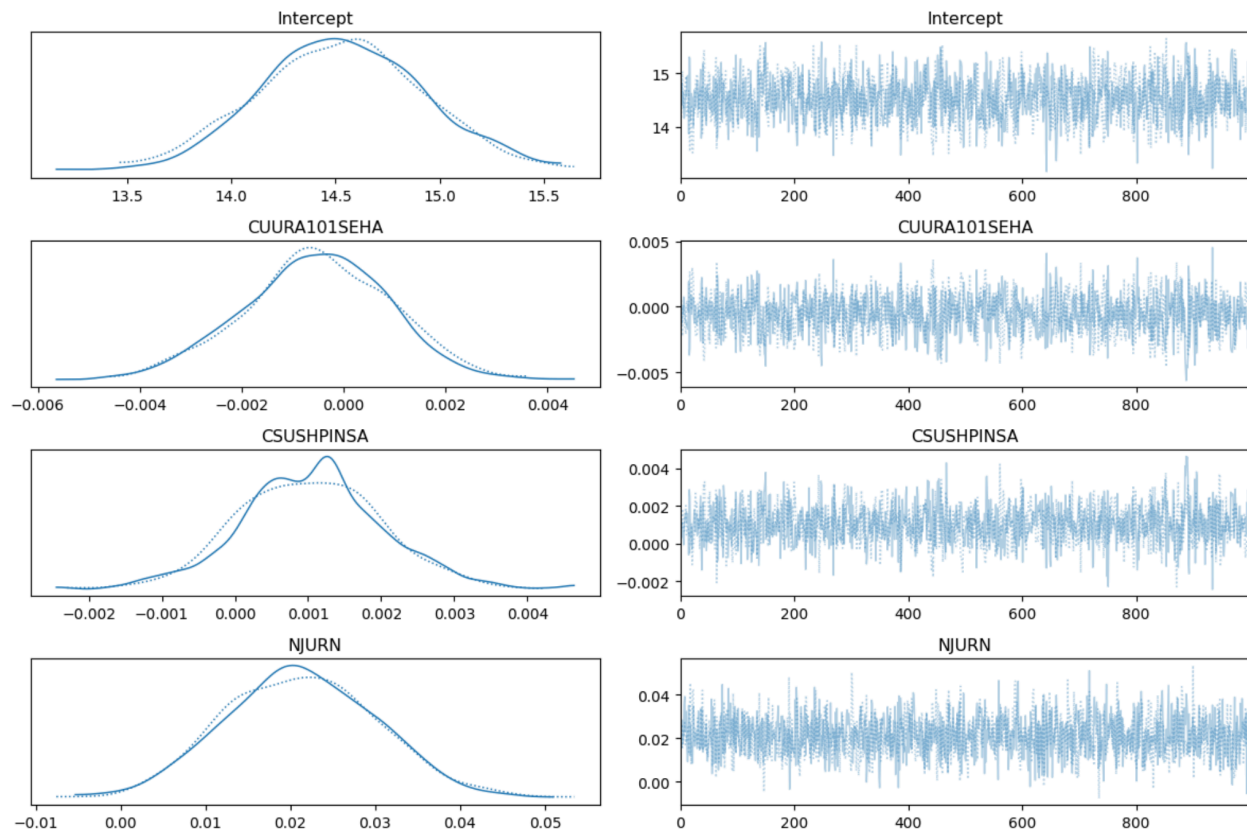 Intercept Intercept
15
14
13.5 14.0 14.5 15.0 15.5 0 200 400 600 800
CUURA101SEHA CUURA101SEHA
0.005
0.000
−0.005
−0.006 −0.004 −0.002 0.000 0.002 0.004 0 200 400 600 800
CSUSHPINSA CSUSHPINSA
0.004
0.002
0.000
−0.002
−0.002 −0.001 0.000 0.001 0.002 0.003 0.004 0 200 400 600 800
NJURN NJURN
0.04
0.02
0.00
−0.01 0.00 0.01 0.02 0.03 0.04 0.05 0 200 400 600 800